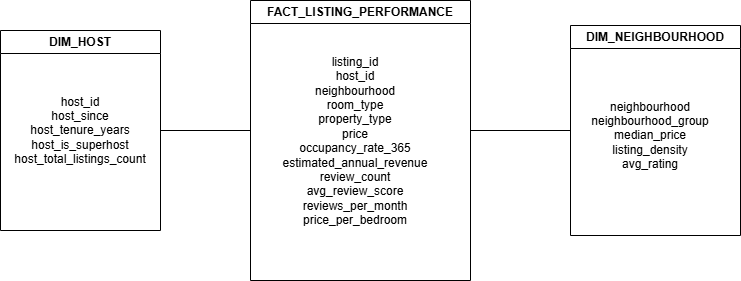 DIM_HOST
host_id
host_since
host_tenure_years
host_is_superhost
host_total_listings_count
FACT_LISTING_PERFORMANCE
listing_id
host_id
neighbourhood
room_type
property_type
price
occupancy_rate_365
estimated_annual_revenue
review_count
avg_review_score
reviews_per_month
price_per_bedroom
DIM_NEIGHBOURHOOD
neighbourhood
neighbourhood_group
median_price
listing_density
avg_rating